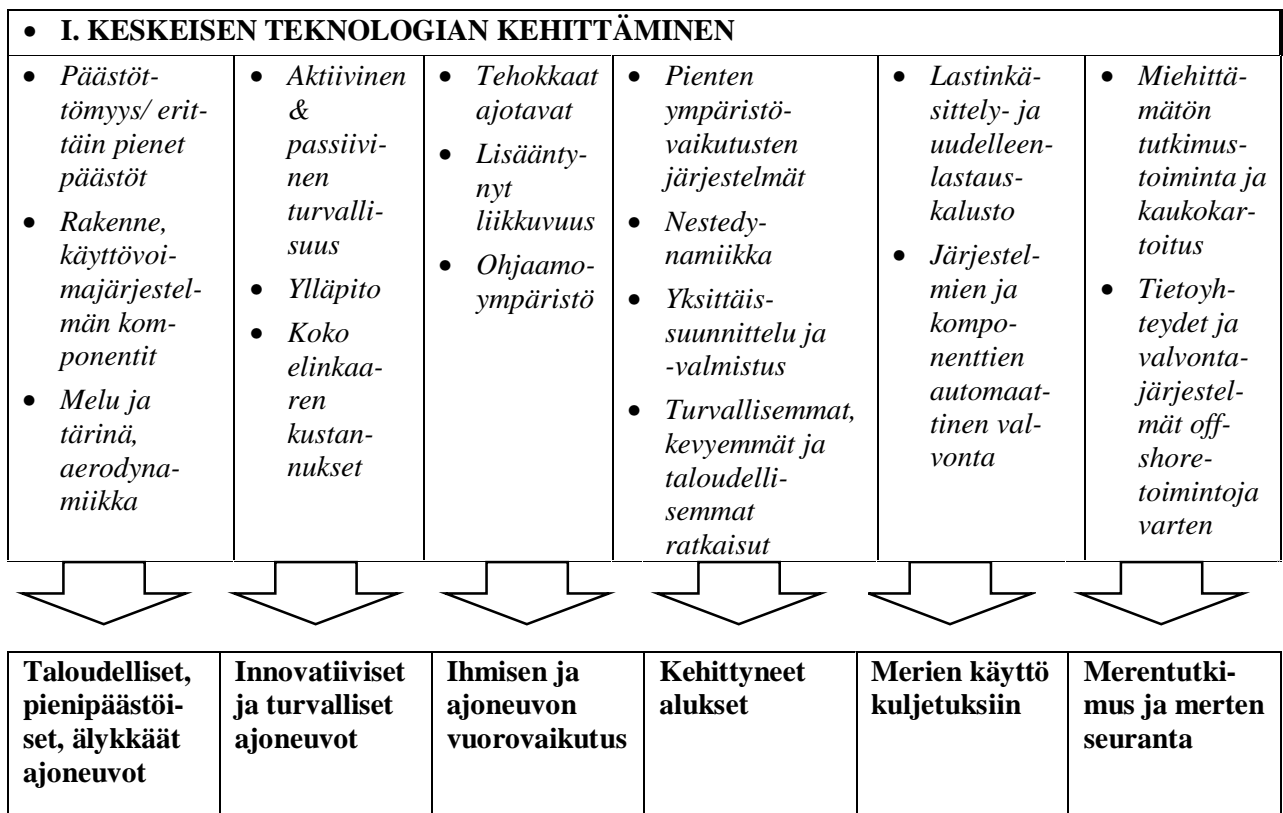 • I. KESKEISEN TEKNOLOGIAN KEHITTÄMINEN
• Päästöt-
tömyys/ erit-
täin pienet
päästöt
• Rakenne,
käyttövoi-
majärjestel-
män kom-
ponentit
• Melu ja
tärinä,
aerodyna-
miikka
• Aktiivinen
&
passiivi-
nen
turvalli-
suus
• Ylläpito
• Koko
elinkaa-
ren
kustan-
nukset
• Tehokkaat
ajotavat
• Lisäänty-
nyt
liikkuvuus
• Ohjaamo-
ympäristö
• Pienten
ympäristö-
vaikutusten
järjestelmät
• Nestedy-
namiikka
• Yksittäis-
suunnittelu ja
-valmistus
• Turvallisemmat,
kevyemmät ja
taloudelli-
semmat
ratkaisut
• Lastinkä-
sittely- ja
uudelleen-
lastaus-
kalusto
• Järjestel-
mien ja
kompo-
nenttien
automaat-
tinen val-
vonta
• Miehittä-
mätön
tutkimus-
toiminta ja
kaukokar-
toitus
• Tietoyh-
teydet ja
valvonta-
järjestel-
mät off-
shore-
toimintoja
varten
Taloudelliset,
pienipäästöi-
set, älykkäät
ajoneuvot
Innovatiiviset
ja turvalliset
ajoneuvot
Ihmisen ja
ajoneuvon
vuorovaikutus
Kehittyneet
alukset
Merien käyttö
kuljetuksiin
Merentutki-
mus ja merten
seuranta